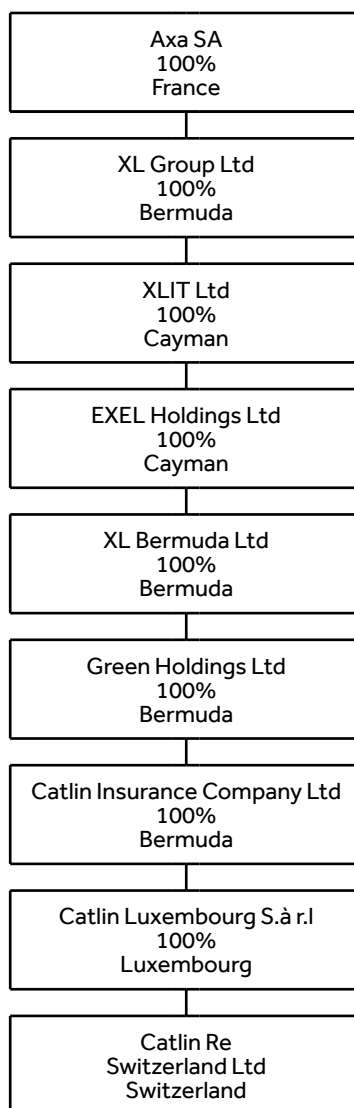 Axa SA
100%
France
XL Group Ltd
100%
Bermuda
XLIT Ltd
100%
Cayman
EXEL Holdings Ltd
100%
Cayman
XL Bermuda Ltd
100%
Bermuda
Green Holdings Ltd
100%
Bermuda
Catlin Insurance Company Ltd
100%
Bermuda
Catlin Luxembourg S.à r.l
100%
Luxembourg
Catlin Re
Switzerland Ltd
Switzerland